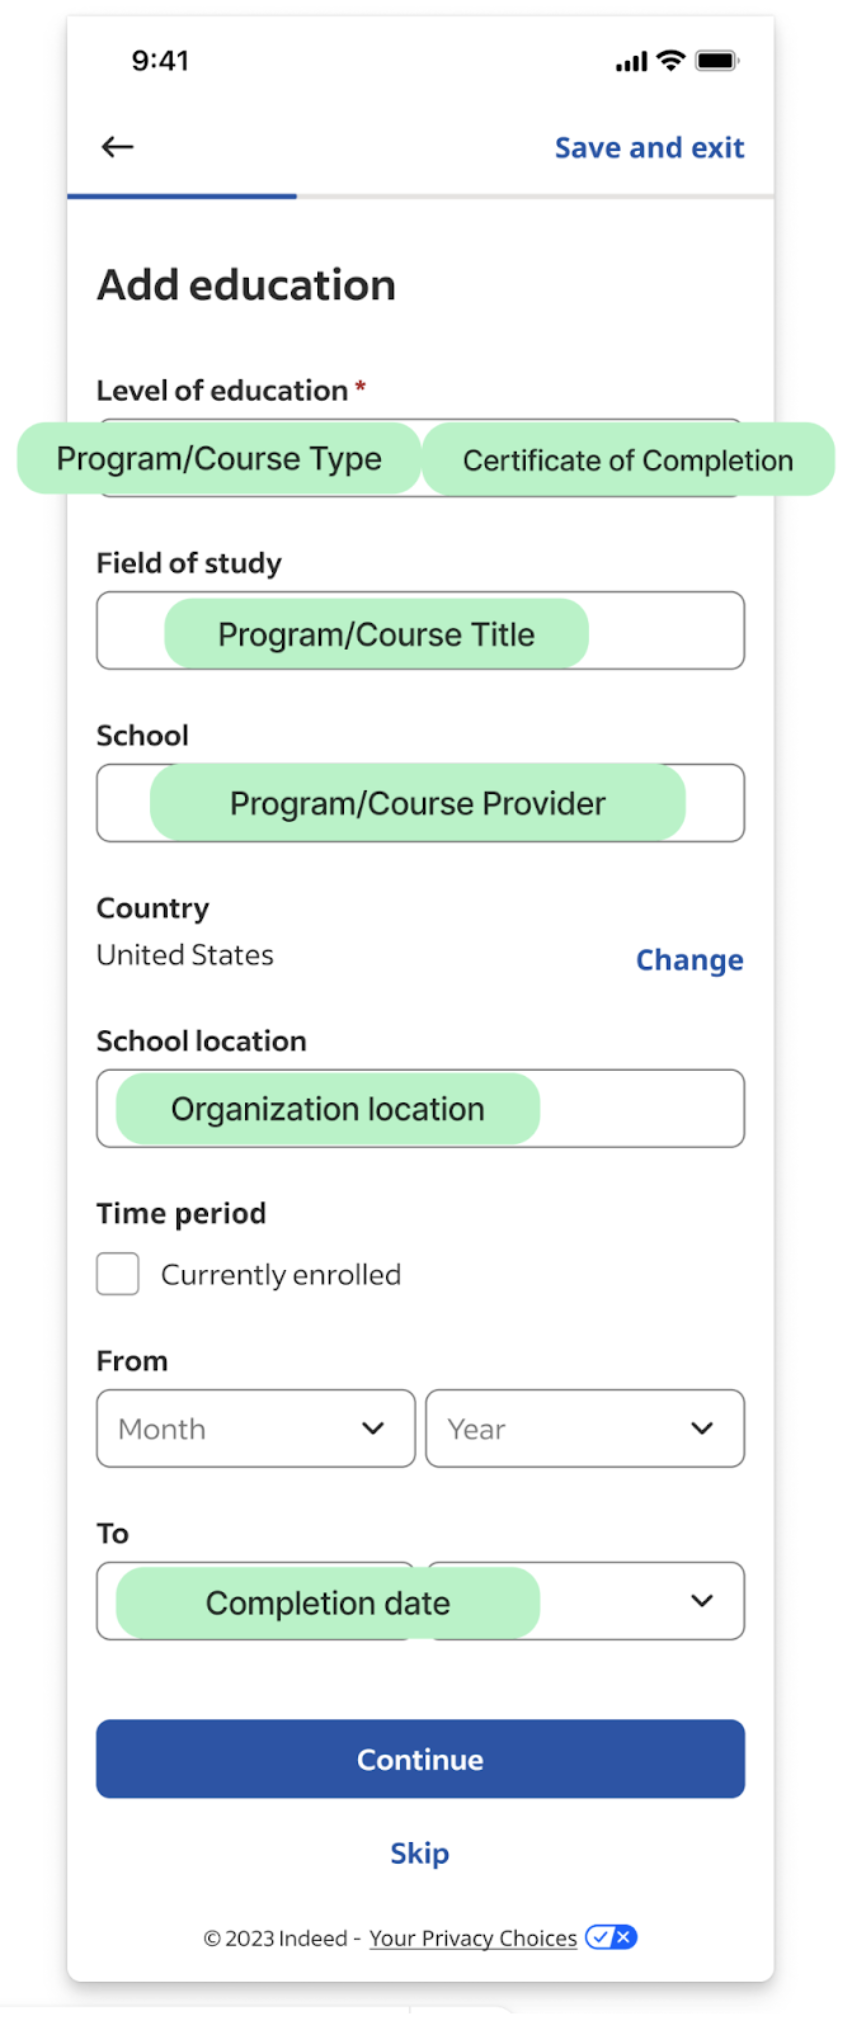 9:41
Save and exit
Add education
Level of education *
Program/Course Type Certificate of Completion
Field of study
Program/Course Title
School
Program/Course Provider
Country
United States
Change
School location
Organization location
Time period
Currently enrolled
From
Month Year
To
Completion date
Continue
Skip
© 2023 Indeed - Your Privacy Choices